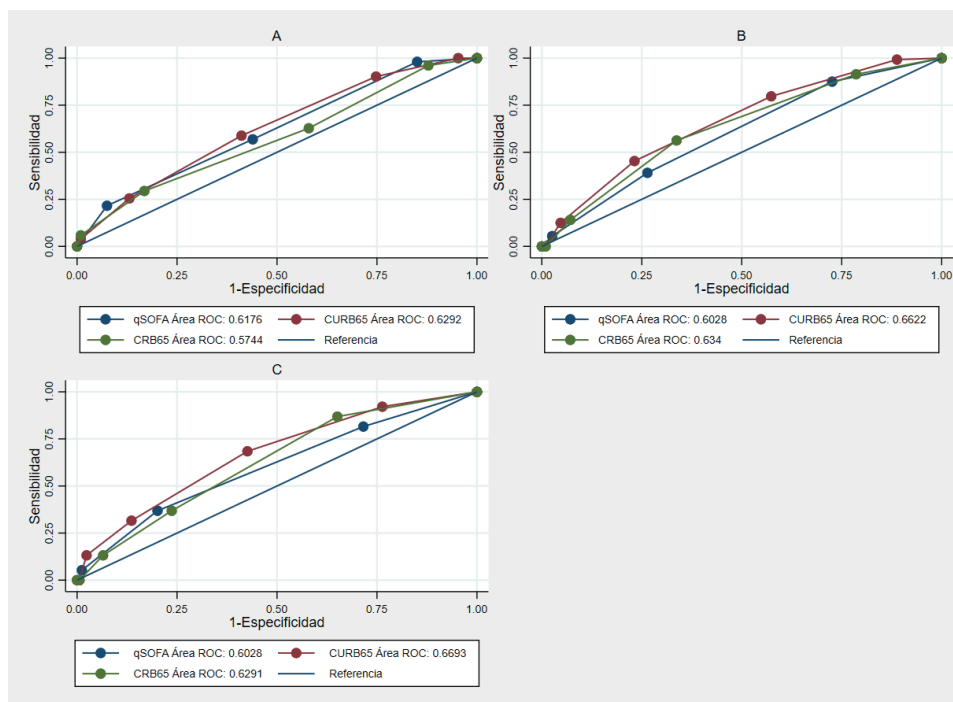 A
Sensibilidad
0.00 0.25 0.50 0.75 1.00
0.00 0.25 0.50 0.75 1.00
1-Especificidad
qSOFA Área ROC: 0.6176 CURB65 Área ROC: 0.6292
CRB65 Área ROC: 0.5744 Referencia
B
Sensibilidad
0.00 0.25 0.50 0.75 1.00
0.00 0.25 0.50 0.75 1.00
1-Especificidad
qSOFA Área ROC: 0.6028 CURB65 Área ROC: 0.6622
CRB65 Área ROC: 0.634 Referencia
C
Sensibilidad
0.00 0.25 0.50 0.75 1.00
0.00 0.25 0.50 0.75 1.00
1-Especificidad
qSOFA Área ROC: 0.6028 CURB65 Área ROC: 0.6693
CRB65 Área ROC: 0.6291 Referencia